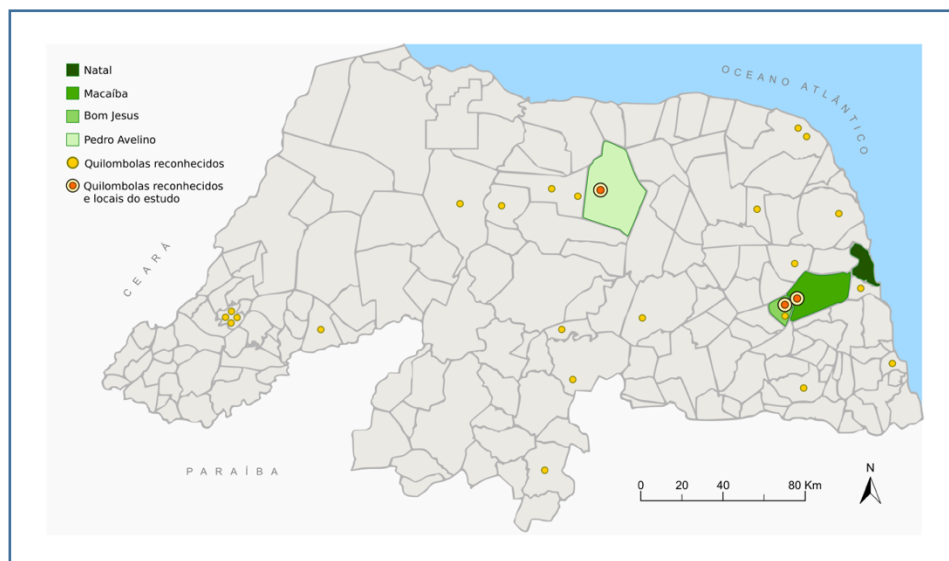 Natal
Macaíba
Bom Jesus
Pedro Avelino
Quilombolas reconhecidos
Quilombolas reconhecidos
e locais do estudo
OCEANO ATLÂNTICO
CEARÁ
PARAÍBA
N
0 20 40 80 Km